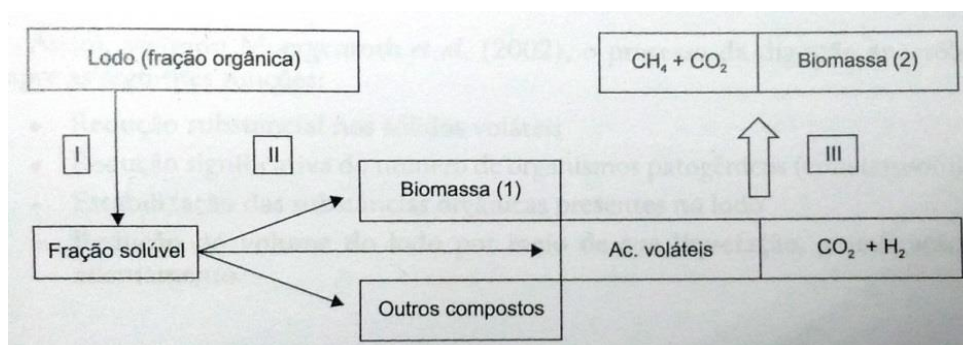 Lodo (fração orgânica)
CH₄ + CO₂
Biomassa (2)
I
II
III
Biomassa (1)
Fração solúvel
Ac. voláteis
CO₂ + H₂
Outros compostos